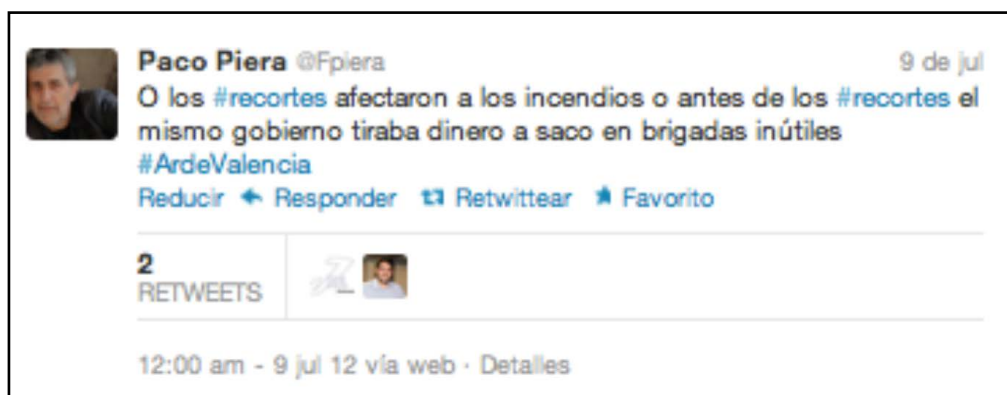 Paco Piera @Fpiera 9 de jul
O los #recortes afectaron a los incendios o antes de los #recortes el
mismo gobierno tiraba dinero a saco en brigadas inútiles
#ArdeValencia
Reducir Responder Retwittear Favorito
2
RETWEETS
12:00 am - 9 jul 12 vía web · Detalles